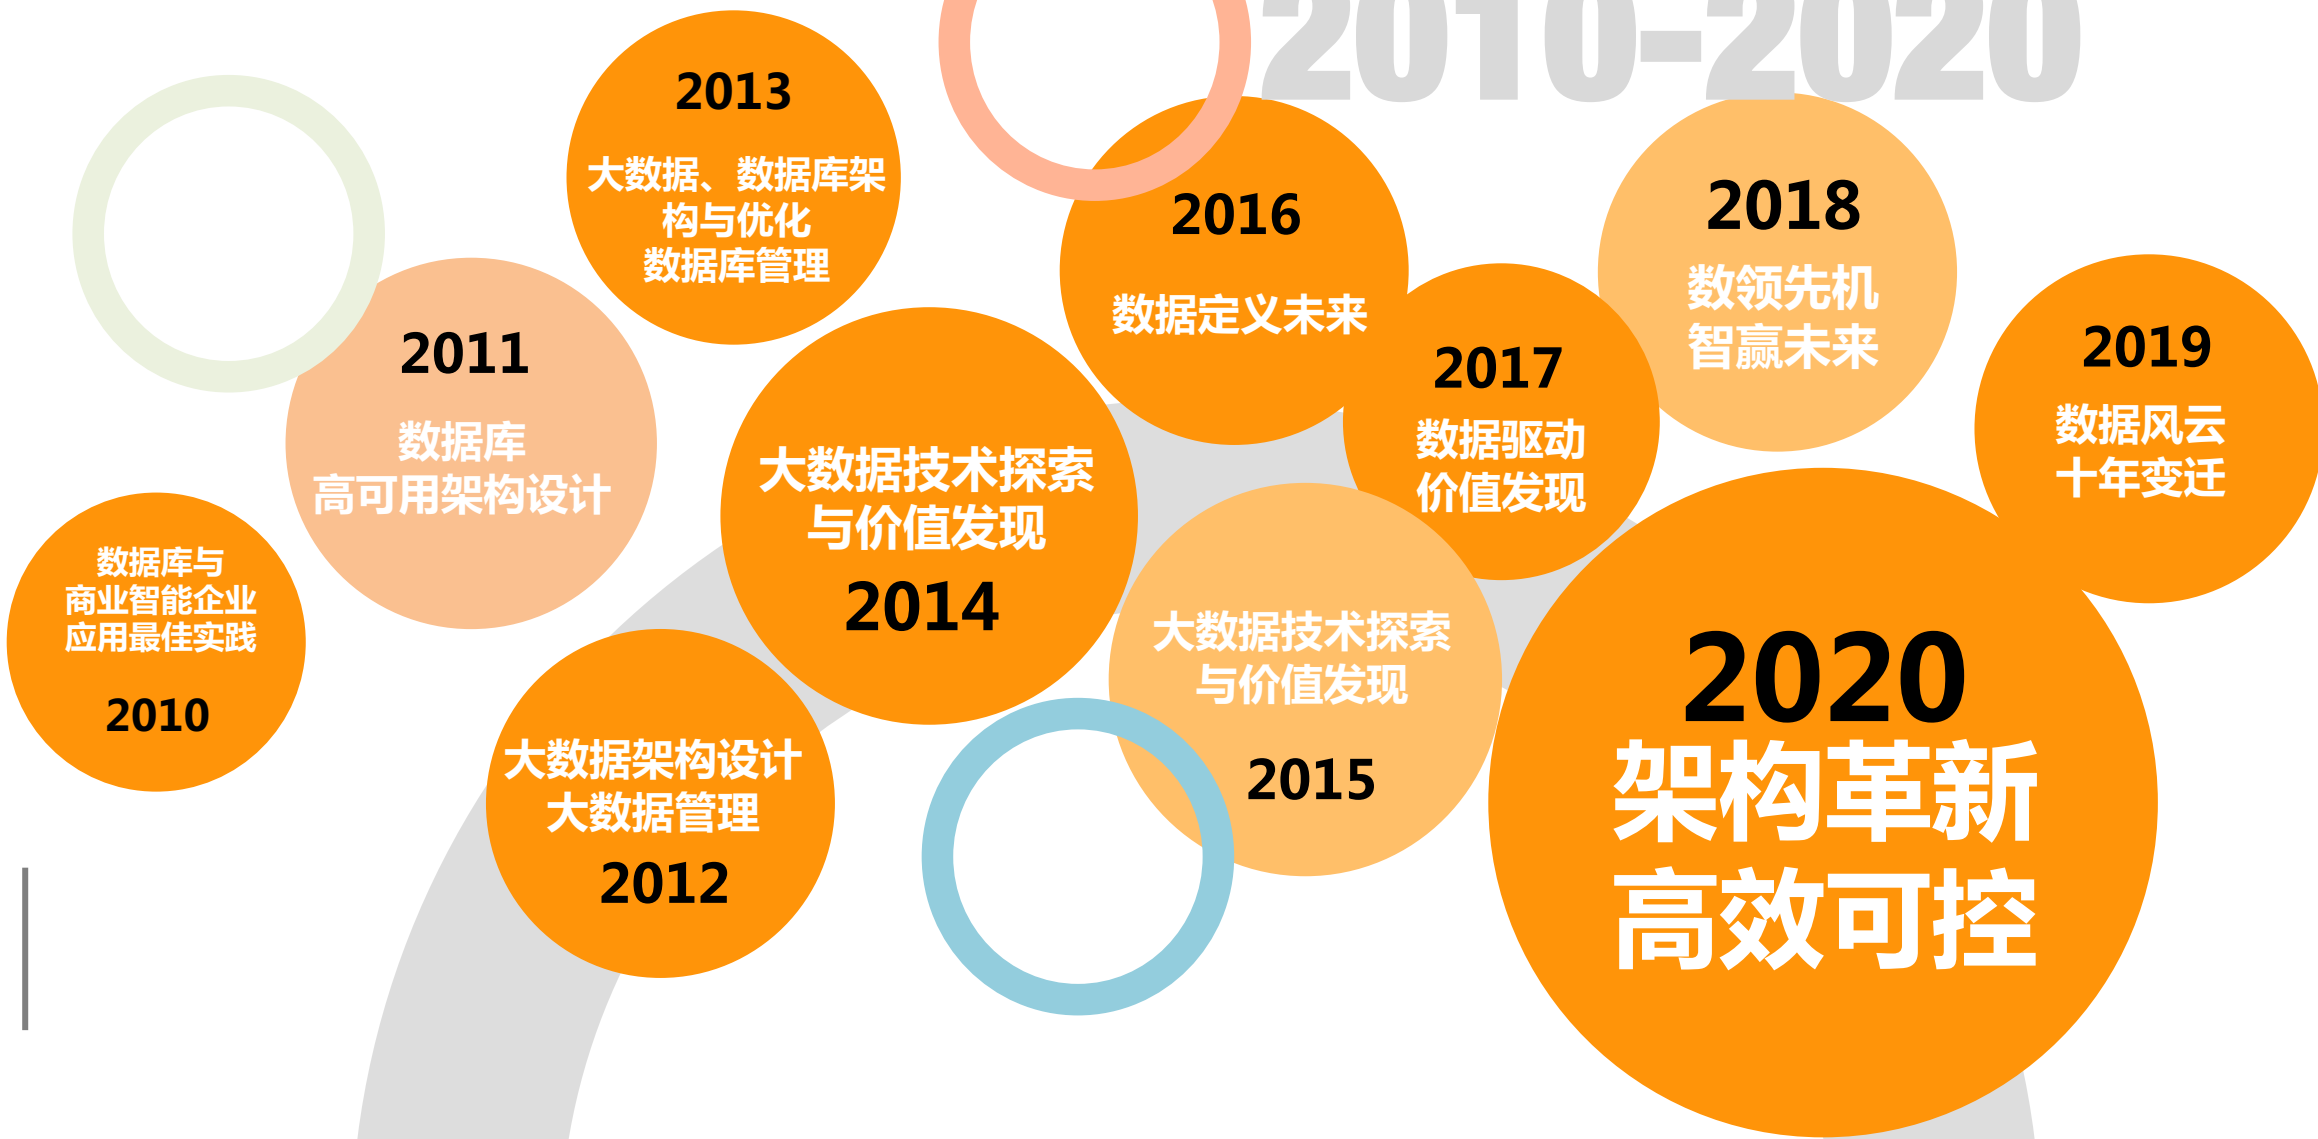 2010-2020
数据库与
商业智能企业
应用最佳实践
2010
2011
数据库
高可用架构设计
大数据架构设计
大数据管理
2012
2013
大数据、数据库架
构与优化
数据库管理
大数据技术探索
与价值发现
2014
大数据技术探索
与价值发现
2015
2016
数据定义未来
2017
数据驱动
价值发现
2018
数领先机
智赢未来
2019
数据风云
十年变迁
2020
架构革新
高效可控